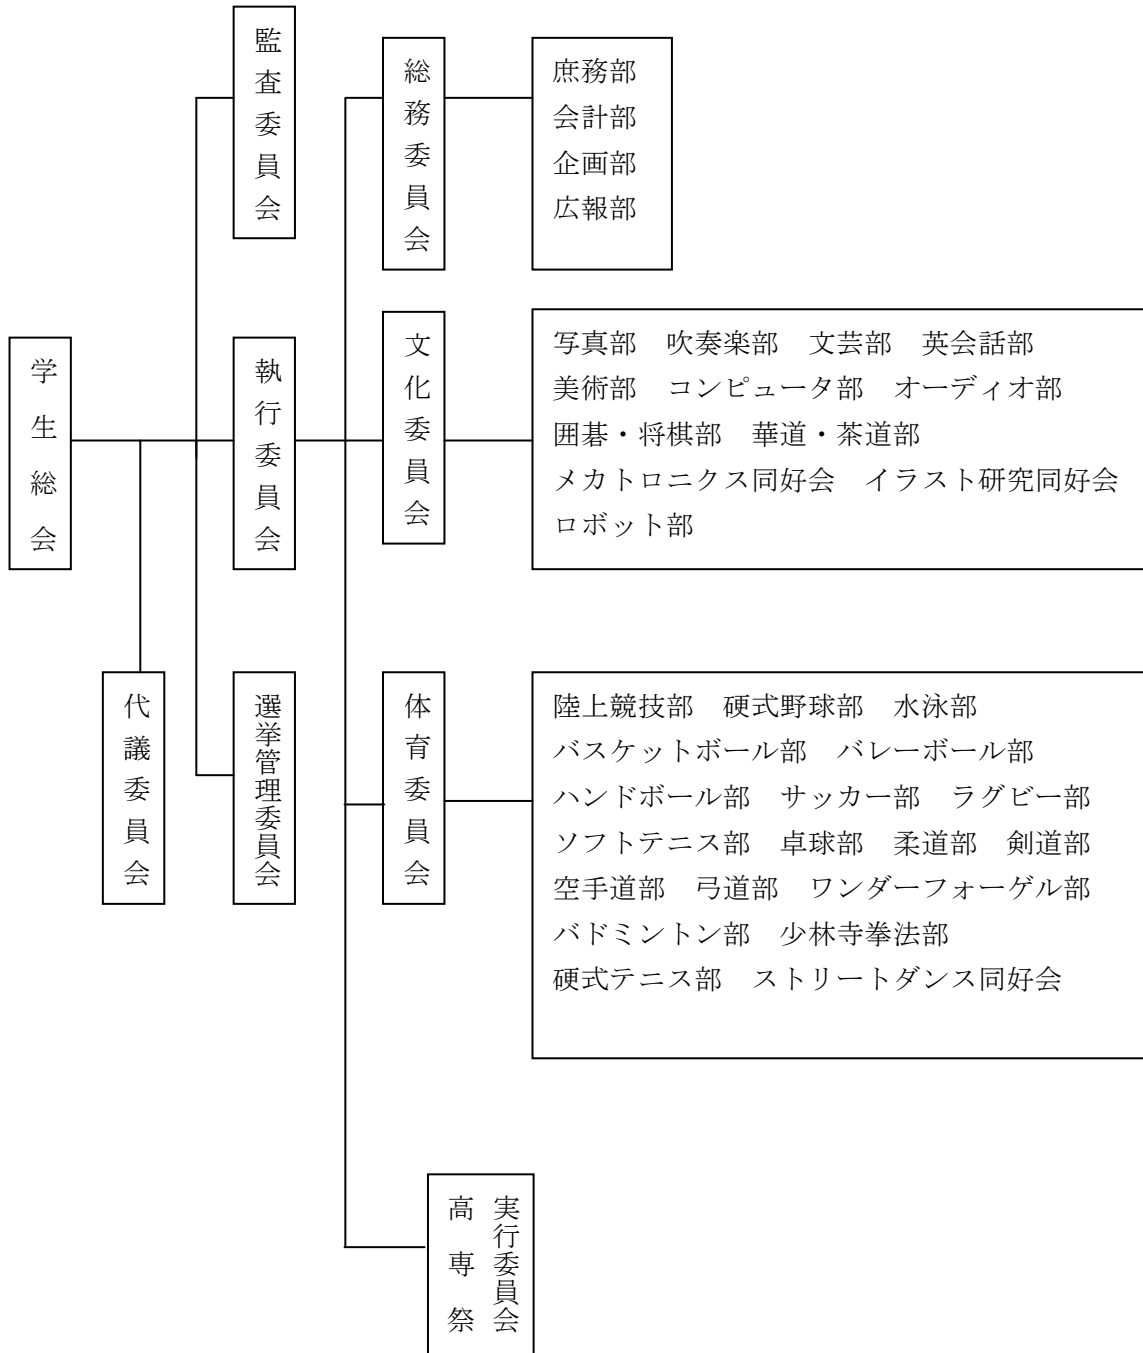 学生総会
代議委員会
監査委員会
執行委員会
選挙管理委員会
総務委員会
庶務部
会計部
企画部
広報部
文化委員会
写真部　吹奏楽部　文芸部　英会話部
美術部　コンピュータ部　オーディオ部
囲碁・将棋部　華道・茶道部
メカトロニクス同好会　イラスト研究同好会
ロボット部
体育委員会
陸上競技部　硬式野球部　水泳部
バスケットボール部　バレーボール部
ハンドボール部　サッカー部　ラグビー部
ソフトテニス部　卓球部　柔道部　剣道部
空手道部　弓道部　ワンダーフォーゲル部
バドミントン部　少林寺拳法部
硬式テニス部　ストリートダンス同好会
高専祭
実行委員会